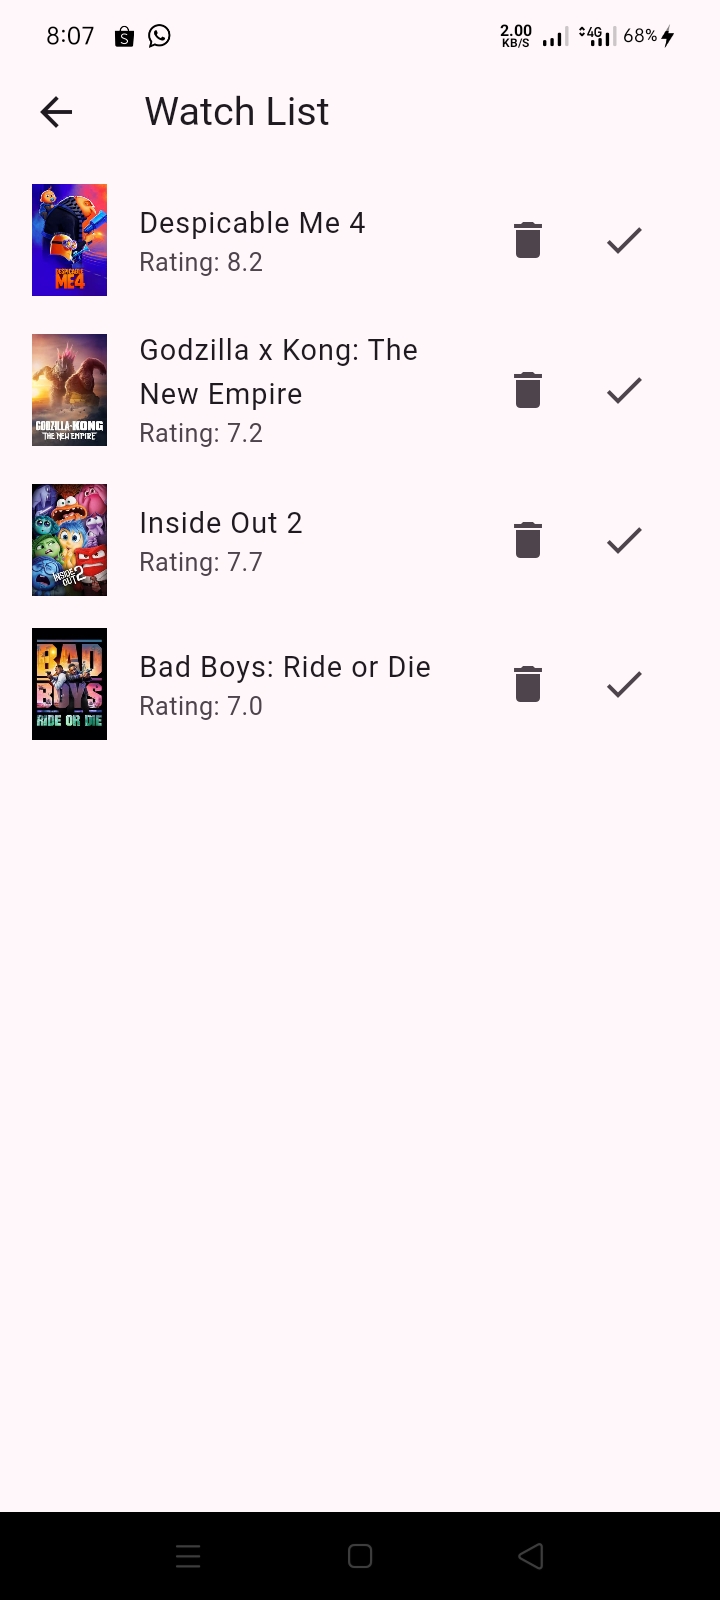 8:07
2.00
KB/S
4G
68%
Watch List
DESPICABLE
ME4
Despicable Me 4
Rating: 8.2
GODZILLA x KONG
THE NEW EMPIRE
Godzilla x Kong: The
New Empire
Rating: 7.2
INSIDE
OUT 2
Inside Out 2
Rating: 7.7
BAD
BOYS
RIDE OR DIE
Bad Boys: Ride or Die
Rating: 7.0